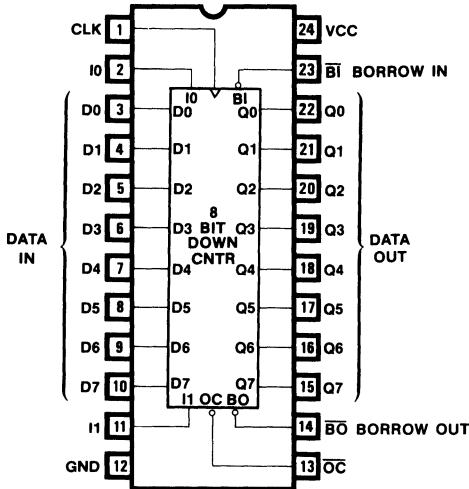 CLK 1 24 VCC
I0 2 23 B̅I̅ BORROW IN
I0 BI
D0 3 D0 Q0 22 Q0
D1 4 D1 Q1 21 Q1
D2 5 D2 Q2 20 Q2
8
D3 6 D3 BIT Q3 19 Q3
DATA IN DOWN DATA OUT
D4 7 D4 CNTR Q4 18 Q4
D5 8 D5 Q5 17 Q5
D6 9 D6 Q6 16 Q6
D7 10 D7 Q7 15 Q7
I1 OC BO
I1 11 14 B̅O̅ BORROW OUT
GND 12 13 O̅C̅